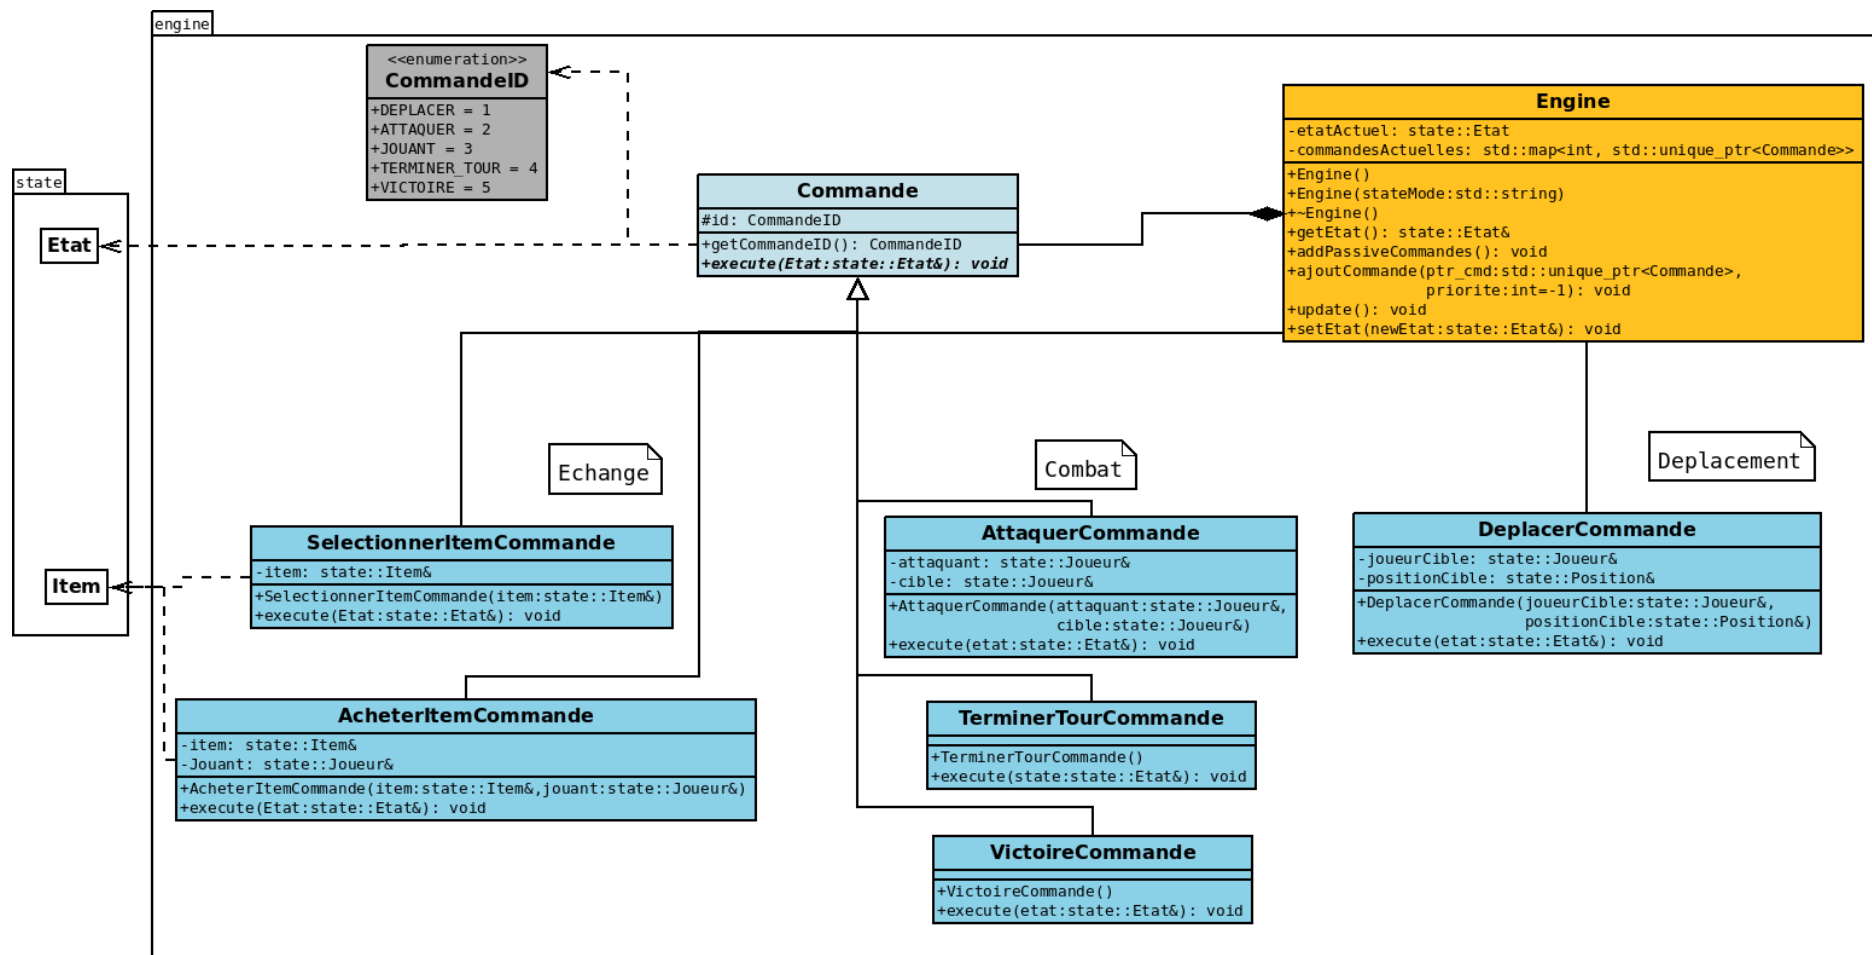 engine
<<enumeration>>
CommandeID
+DEPLACER = 1
+ATTAQUER = 2
+JOUANT = 3
+TERMINER_TOUR = 4
+VICTOIRE = 5
Engine
-etatActuel: state::Etat
-commandesActuelles: std::map<int, std::unique_ptr<Commande>>
+Engine()
+Engine(stateMode:std::string)
+~Engine()
+getEtat(): state::Etat&
+addPassiveCommandes(): void
+ajoutCommande(ptr_cmd:std::unique_ptr<Commande>,
priorite:int=-1): void
+update(): void
+setEtat(newEtat:state::Etat&): void
state
Etat
Item
Commande
#id: CommandeID
+getCommandeID(): CommandeID
+execute(Etat:state::Etat&): void
Echange
Combat
Deplacement
SelectionnerItemCommande
-item: state::Item&
+SelectionnerItemCommande(item:state::Item&)
+execute(Etat:state::Etat&): void
AttaquerCommande
-attaquant: state::Joueur&
-cible: state::Joueur&
+AttaquerCommande(attaquant:state::Joueur&,
cible:state::Joueur&)
+execute(etat:state::Etat&): void
DeplacerCommande
-joueurCible: state::Joueur&
-positionCible: state::Position&
+DeplacerCommande(joueurCible:state::Joueur&,
positionCible:state::Position&)
+execute(etat:state::Etat&): void
AcheterItemCommande
-item: state::Item&
-Jouant: state::Joueur&
+AcheterItemCommande(item:state::Item&,jouant:state::Joueur&)
+execute(Etat:state::Etat&): void
TerminerTourCommande
+TerminerTourCommande()
+execute(state:state::Etat&): void
VictoireCommande
+VictoireCommande()
+execute(etat:state::Etat&): void